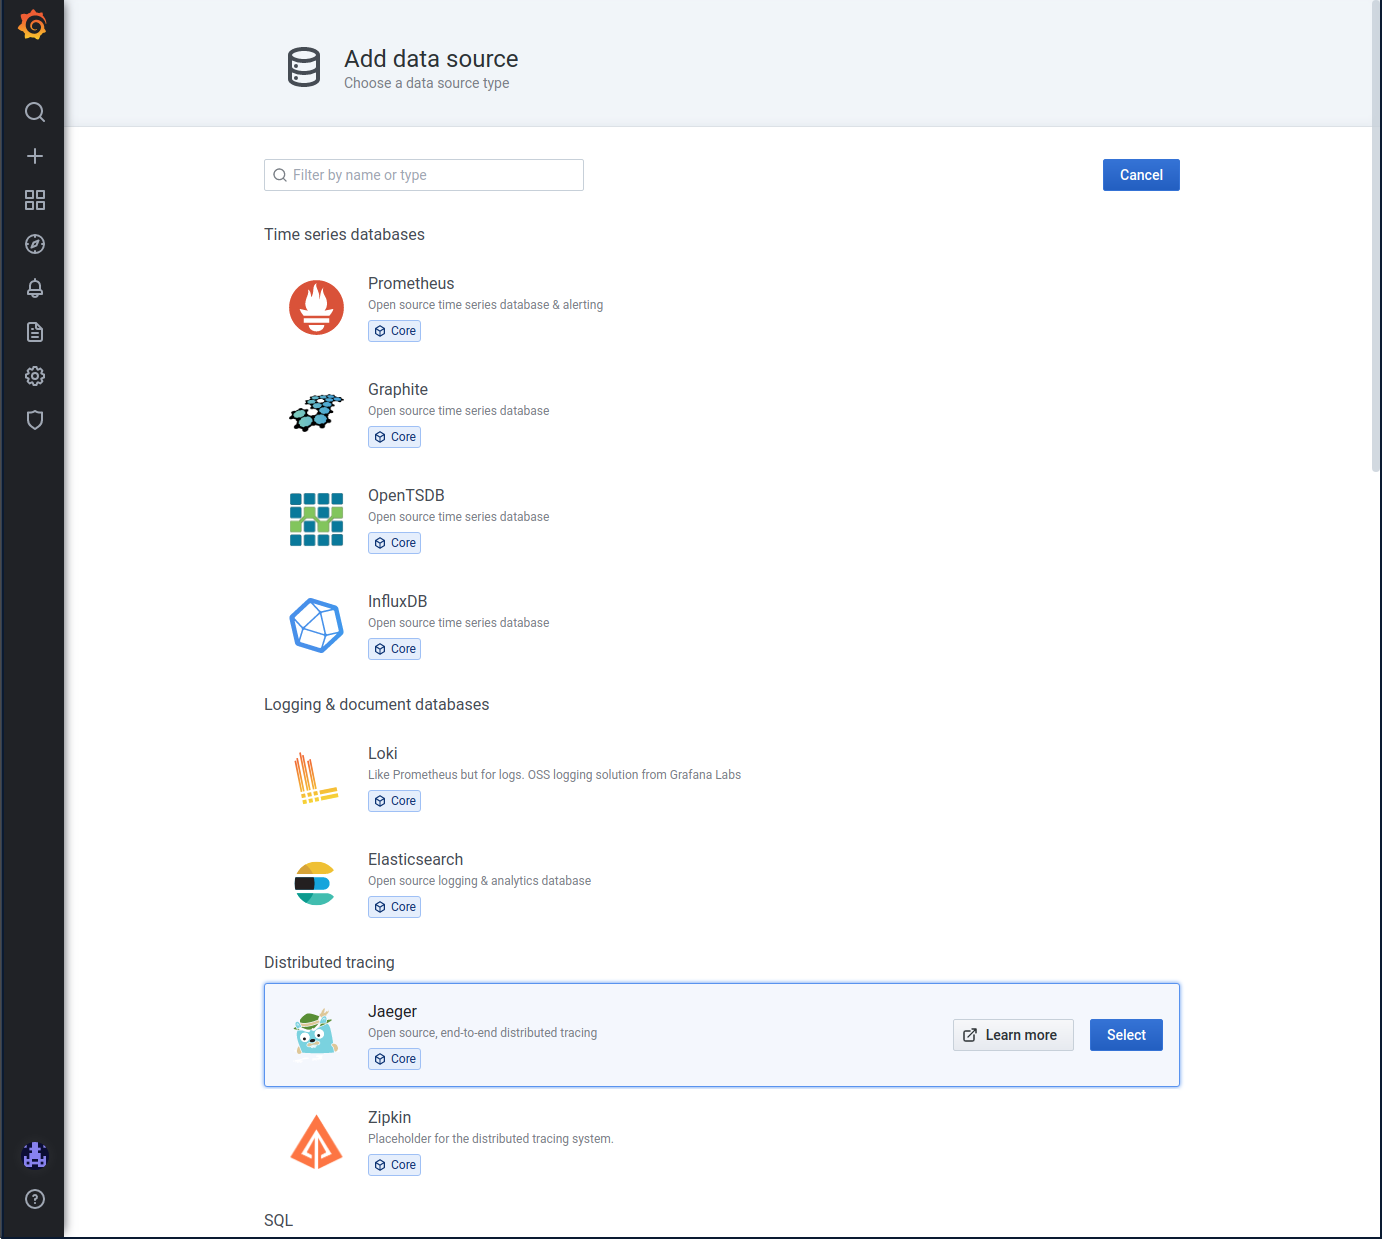 Add data source
Choose a data source type
Filter by name or type
Cancel
Time series databases
Prometheus
Open source time series database & alerting
Core
Graphite
Open source time series database
Core
OpenTSDB
Open source time series database
Core
InfluxDB
Open source time series database
Core
Logging & document databases
Loki
Like Prometheus but for logs. OSS logging solution from Grafana Labs
Core
Elasticsearch
Open source logging & analytics database
Core
Distributed tracing
Jaeger
Open source, end-to-end distributed tracing
Core
Learn more
Select
Zipkin
Placeholder for the distributed tracing system.
Core
SQL